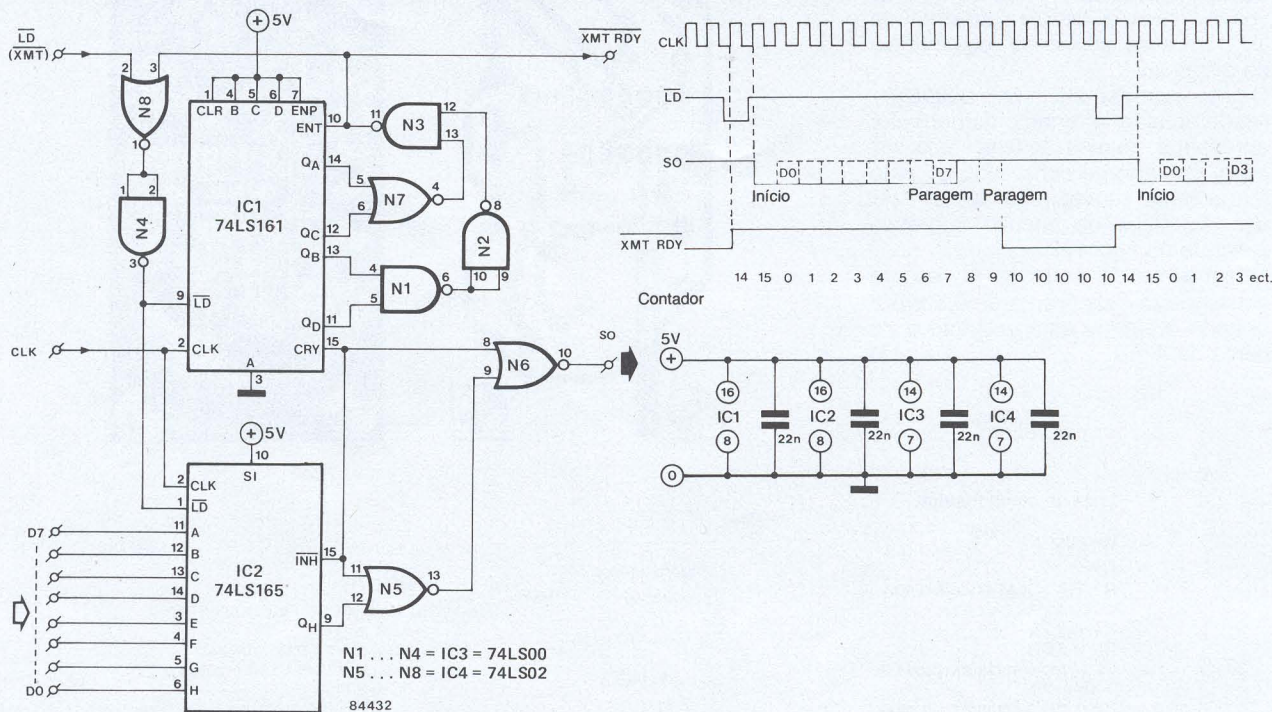 LD
(XMT)
5V
XMT RDY
2 3
N8
1
1 4 5 6 7
CLR B C D ENP
ENT 10
11 N3 12
13
QA 14
5 N7 4
6
QC 12
QB 13
4 N1 6
5
QD 11
8
N2
10 9
IC1
74LS161
1 2
N4
3
9 LD
CLK
2 CLK
CRY 15
A
3
8 N6 10
9
SO
5V
10
SI
2 CLK
1 LD
D7 11 A
12 B
13 C
14 D
3 E
4 F
5 G
D0 6 H
IC2
74LS165
INH 15
11 N5 13
12
QH 9
N1 . . . N4 = IC3 = 74LS00
N5 . . . N8 = IC4 = 74LS02
84432
CLK
LD
SO
D0 D7 D0 D3
Início Paragem Paragem Início
XMT RDY
14 15 0 1 2 3 4 5 6 7 8 9 10 10 10 10 10 14 15 0 1 2 3 ect.
Contador
5V
+
16 16 14 14
IC1 IC2 IC3 IC4
8 8 7 7
22n 22n 22n 22n
0